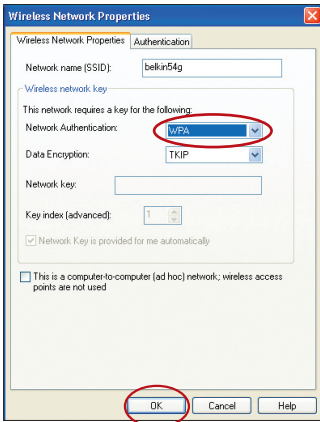 Wireless Network Properties
Wireless Network Properties Authentication
Network name (SSID): belkin54g
Wireless network key
This network requires a key for the following:
Network Authentication: WPA
Data Encryption: TKIP
Network key:
Key index (advanced): 1
Network Key is provided for me automatically
This is a computer-to-computer (ad hoc) network; wireless access
points are not used
OK Cancel Help